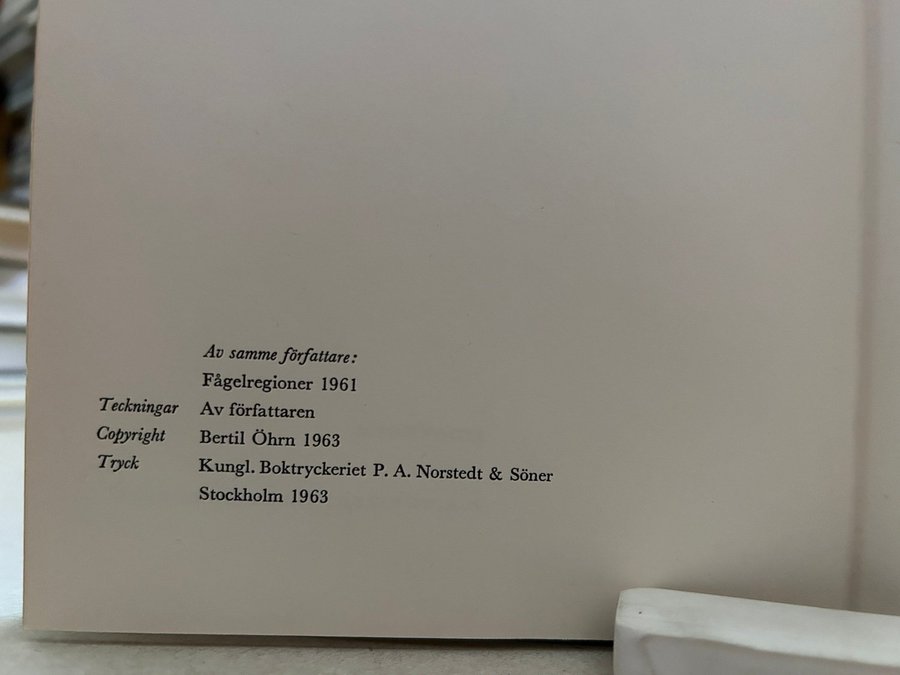 Av samme författare:
Fågelregioner 1961
Teckningar Av författaren
Copyright Bertil Öhrn 1963
Tryck Kungl. Boktryckeriet P. A. Norstedt & Söner
Stockholm 1963